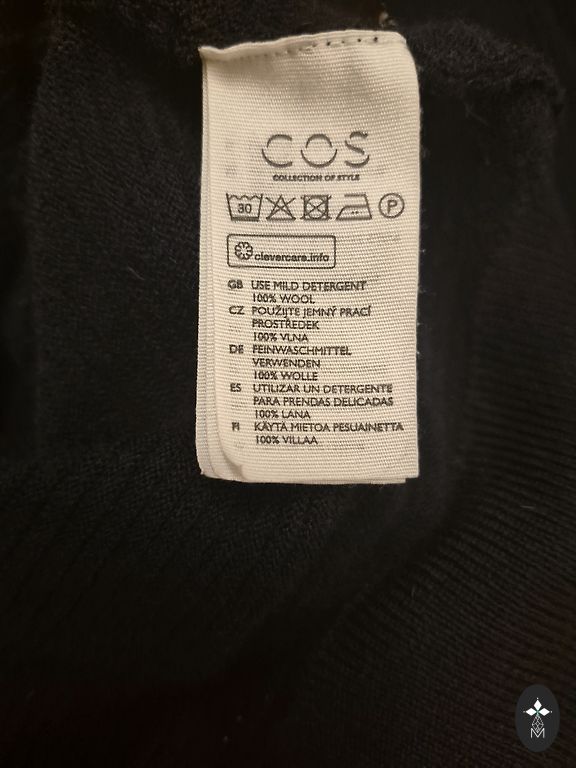 COS
COLLECTION OF STYLE
30
P
clevercare.info
GB USE MILD DETERGENT
100% WOOL
CZ POUŽIJTE JEMNÝ PRACÍ
PROSTŘEDEK
100% VLNA
DE FEINWASCHMITTEL
VERWENDEN
100% WOLLE
ES UTILIZAR UN DETERGENTE
PARA PRENDAS DELICADAS
100% LANA
FI KÄYTÄ MIETOA PESUAINETTA
100% VILLAA
M